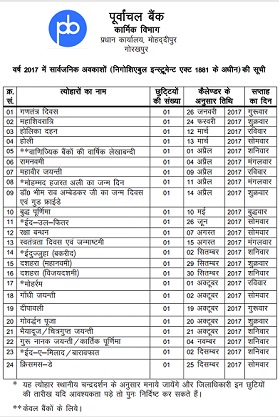 pb
पूर्वांचल बैंक
कार्मिक विभाग
प्रधान कार्यालय, मोहद्दीपुर
गोरखपुर
वर्ष 2017 में सार्वजनिक अवकाशों (निगोशिएबुल इन्स्ट्रूमेन्ट एक्ट 1881 के अधीन) की सूची
क्र. सं. त्योहारों का नाम छुट्टियों की संख्या कैलेण्डर के अनुसार तिथि सप्ताह का दिन
01 गणतंत्र दिवस 01 26 जनवरी 2017 गुरूवार
02 महाशिवरात्रि 01 24 फरवरी 2017 शुक्रवार
03 होलिका दहन 01 12 मार्च 2017 रविवार
04 होली 01 13 मार्च 2017 सोमवार
05 **वाणिज्यिक बैंकों की वार्षिक लेखाबन्दी 01 01 अप्रैल 2017 शनिवार
06 रामनवमी 01 04 अप्रैल 2017 मंगलवार
07 महावीर जयन्ती 01 09 अप्रैल 2017 रविवार
08 *मोहम्मद हजरत अली का जन्म दिन 01 11 अप्रैल 2017 मंगलवार
09 डॉ० भीम राव अम्बेडकर जी का जन्म दिवस एवं गुड फ्राईडे 01 14 अप्रैल 2017 शुक्रवार
10 बुद्ध पूर्णिमा 01 10 मई 2017 बुद्धवार
11 *ईद-उल-फितर 01 26 जून 2017 सोमवार
12 रक्षा बन्धन 01 07 अगस्त 2017 सोमवार
13 स्वतंत्रता दिवस एवं जन्माष्टमी 01 15 अगस्त 2017 मंगलवार
14 *ईदुज्जुहा (बकरीद) 01 02 सितम्बर 2017 शनिवार
15 दशहरा (महानवमी) 01 29 सितम्बर 2017 शुक्रवार
16 दशहरा (विजयदशमी) 01 30 सितम्बर 2017 शनिवार
17 *मोहर्रम 01 01 अक्टूबर 2017 रविवार
18 गाँधी जयन्ती 01 02 अक्टूबर 2017 सोमवार
19 दीपावली 01 19 अक्टूबर 2017 गुरूवार
20 गोवर्द्धन पूजा 01 20 अक्टूबर 2017 शुक्रवार
21 भैयादूज/चित्रगुप्त जयन्ती 01 21 अक्टूबर 2017 शनिवार
22 गुरू नानक जयन्ती/कार्तिक पूर्णिमा 01 04 नवम्बर 2017 शनिवार
23 *ईद-ए-मिलाद/बारावफात 01 02 दिसम्बर 2017 शनिवार
24 क्रिसमस-डे 01 25 दिसम्बर 2017 सोमवार
* यह त्योहार स्थानीय चन्द्रदर्शन के अनुसार मनाये जायेंगे और जिलाधिकारी इन छुट्टियों की तारीख यदि आवश्यकता पड़े तो पुनः निर्दिष्ट कर सकते हैं।
** केवल बैंकों के लिये।